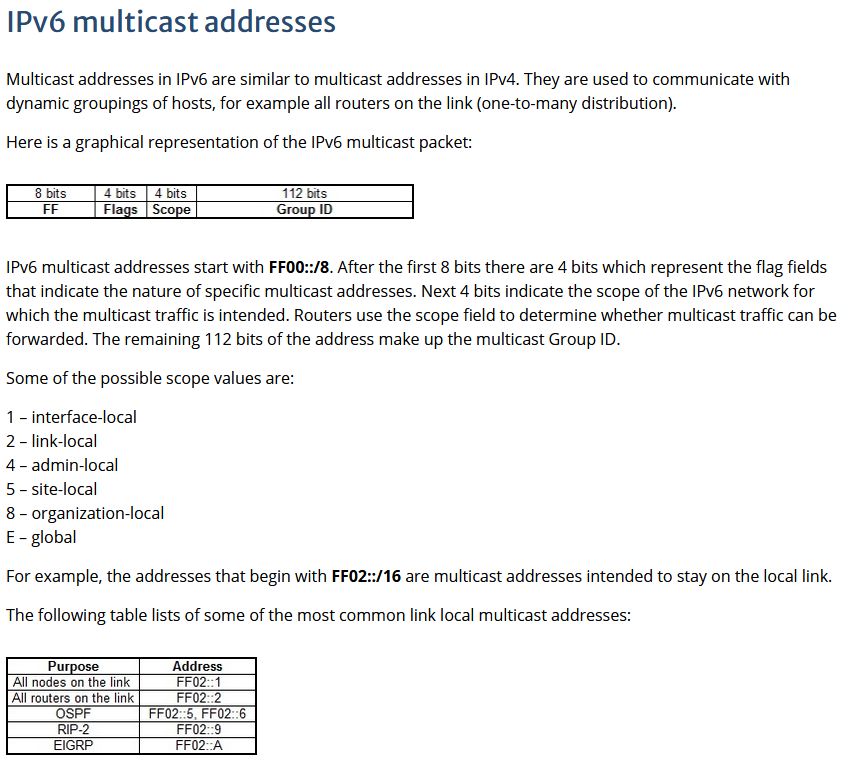 IPv6 multicast addresses
Multicast addresses in IPv6 are similar to multicast addresses in IPv4. They are used to communicate with
dynamic groupings of hosts, for example all routers on the link (one-to-many distribution).
Here is a graphical representation of the IPv6 multicast packet:
8 bits 4 bits 4 bits 112 bits
FF Flags Scope Group ID
IPv6 multicast addresses start with FF00::/8. After the first 8 bits there are 4 bits which represent the flag fields
that indicate the nature of specific multicast addresses. Next 4 bits indicate the scope of the IPv6 network for
which the multicast traffic is intended. Routers use the scope field to determine whether multicast traffic can be
forwarded. The remaining 112 bits of the address make up the multicast Group ID.
Some of the possible scope values are:
1 – interface-local
2 – link-local
4 – admin-local
5 – site-local
8 – organization-local
E – global
For example, the addresses that begin with FF02::/16 are multicast addresses intended to stay on the local link.
The following table lists of some of the most common link local multicast addresses:
Purpose Address
All nodes on the link FF02::1
All routers on the link FF02::2
OSPF FF02::5, FF02::6
RIP-2 FF02::9
EIGRP FF02::A